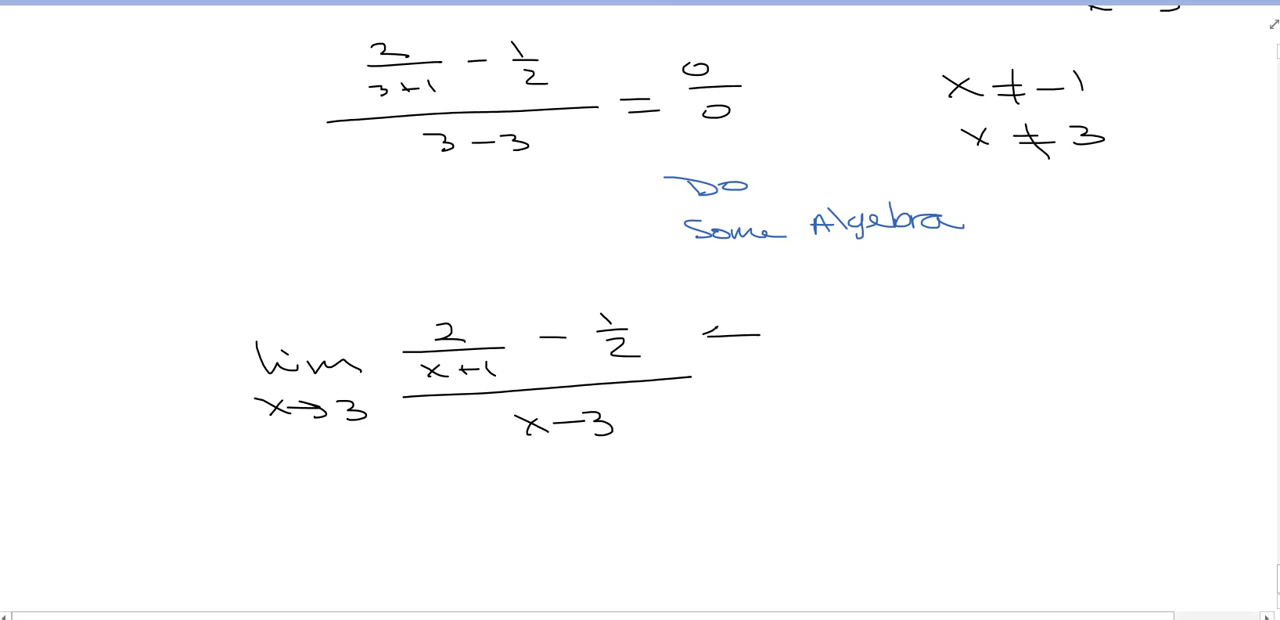 2/(3+1) - 1/2
―――――― = 0/0
3-3
x ≠ -1
x ≠ 3
Do
Some Algebra
lim x→3
2/(x+1) - 1/2
――――――
x-3